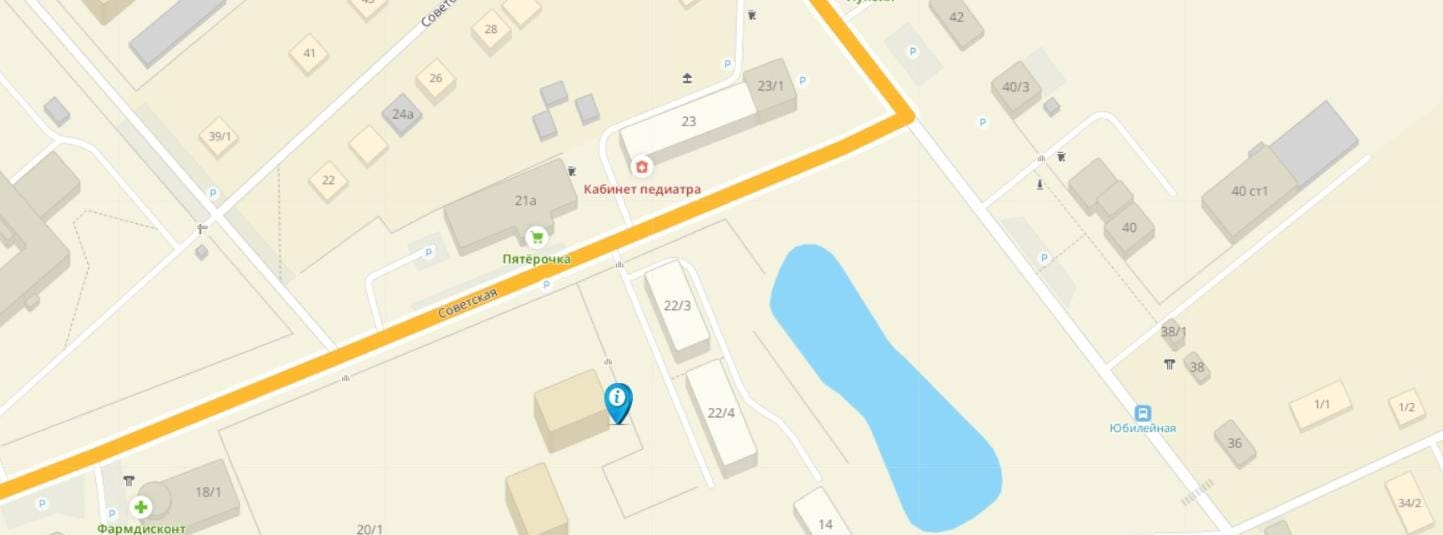 42
41
28
26
24а
39/1
22
40/3
23/1
23
Кабинет педиатра
21а
Пятёрочка
Советская
40 ст1
40
22/3
22/4
38/1
38
Юбилейная
1/1
1/2
36
34/2
18/1
Фармдисконт
20/1
14
P
P
P
P
P
P
P
P
P
P
i